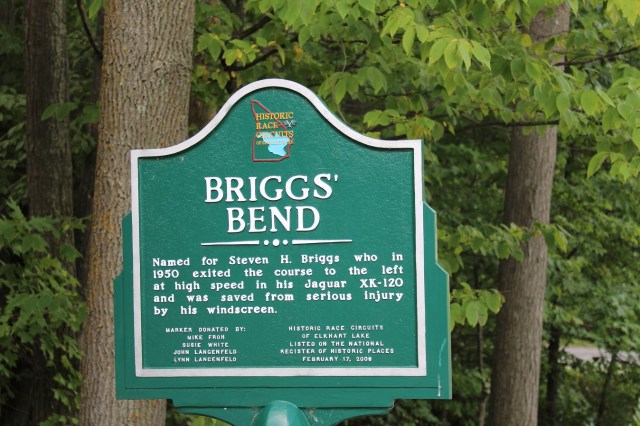 HISTORIC
RACE
CIRCUITS
BRIGGS'
BEND
Named for Steven H. Briggs who in
1950 exited the course to the left
at high speed in his Jaguar XK-120
and was saved from serious injury
by his windscreen.
MARKER DONATED BY:
MIKE FROH
SUSIE WHITE
JOHN LANGENFELD
LYNN LANGENFELD
HISTORIC RACE CIRCUITS
OF ELKHART LAKE
LISTED ON THE NATIONAL
REGISTER OF HISTORIC PLACES
FEBRUARY 17, 2006